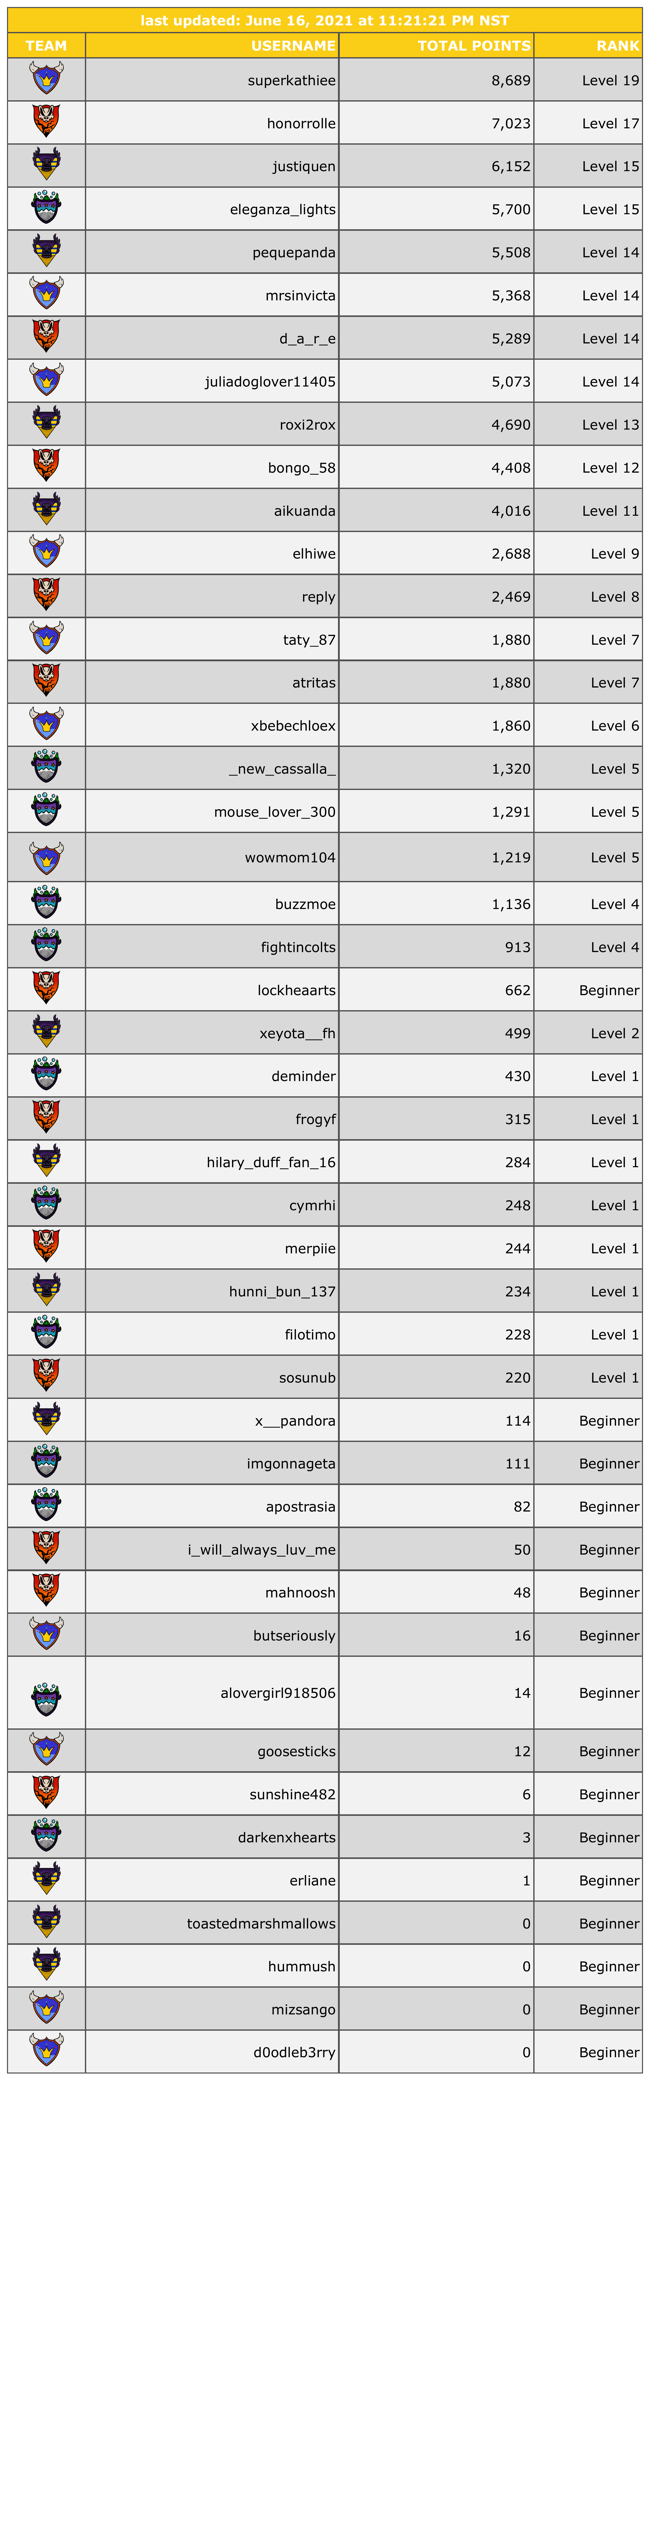 last updated: June 16, 2021 at 11:21:21 PM NST
TEAM USERNAME TOTAL POINTS RANK
superkathiee 8,689 Level 19
honorrolle 7,023 Level 17
justiquen 6,152 Level 15
eleganza_lights 5,700 Level 15
pequepanda 5,508 Level 14
mrsinvicta 5,368 Level 14
d_a_r_e 5,289 Level 14
juliadoglover11405 5,073 Level 14
roxi2rox 4,690 Level 13
bongo_58 4,408 Level 12
aikuanda 4,016 Level 11
elhiwe 2,688 Level 9
reply 2,469 Level 8
taty_87 1,880 Level 7
atritas 1,880 Level 7
xbebechloex 1,860 Level 6
_new_cassalla_ 1,320 Level 5
mouse_lover_300 1,291 Level 5
wowmom104 1,219 Level 5
buzzmoe 1,136 Level 4
fightincolts 913 Level 4
lockheaarts 662 Beginner
xeyota__fh 499 Level 2
deminder 430 Level 1
frogyf 315 Level 1
hilary_duff_fan_16 284 Level 1
cymrhi 248 Level 1
merpiie 244 Level 1
hunni_bun_137 234 Level 1
filotimo 228 Level 1
sosunub 220 Level 1
x__pandora 114 Beginner
imgonnageta 111 Beginner
apostrasia 82 Beginner
i_will_always_luv_me 50 Beginner
mahnoosh 48 Beginner
butseriously 16 Beginner
alovergirl918506 14 Beginner
goosesticks 12 Beginner
sunshine482 6 Beginner
darkenxhearts 3 Beginner
erliane 1 Beginner
toastedmarshmallows 0 Beginner
hummush 0 Beginner
mizsango 0 Beginner
d0odleb3rry 0 Beginner